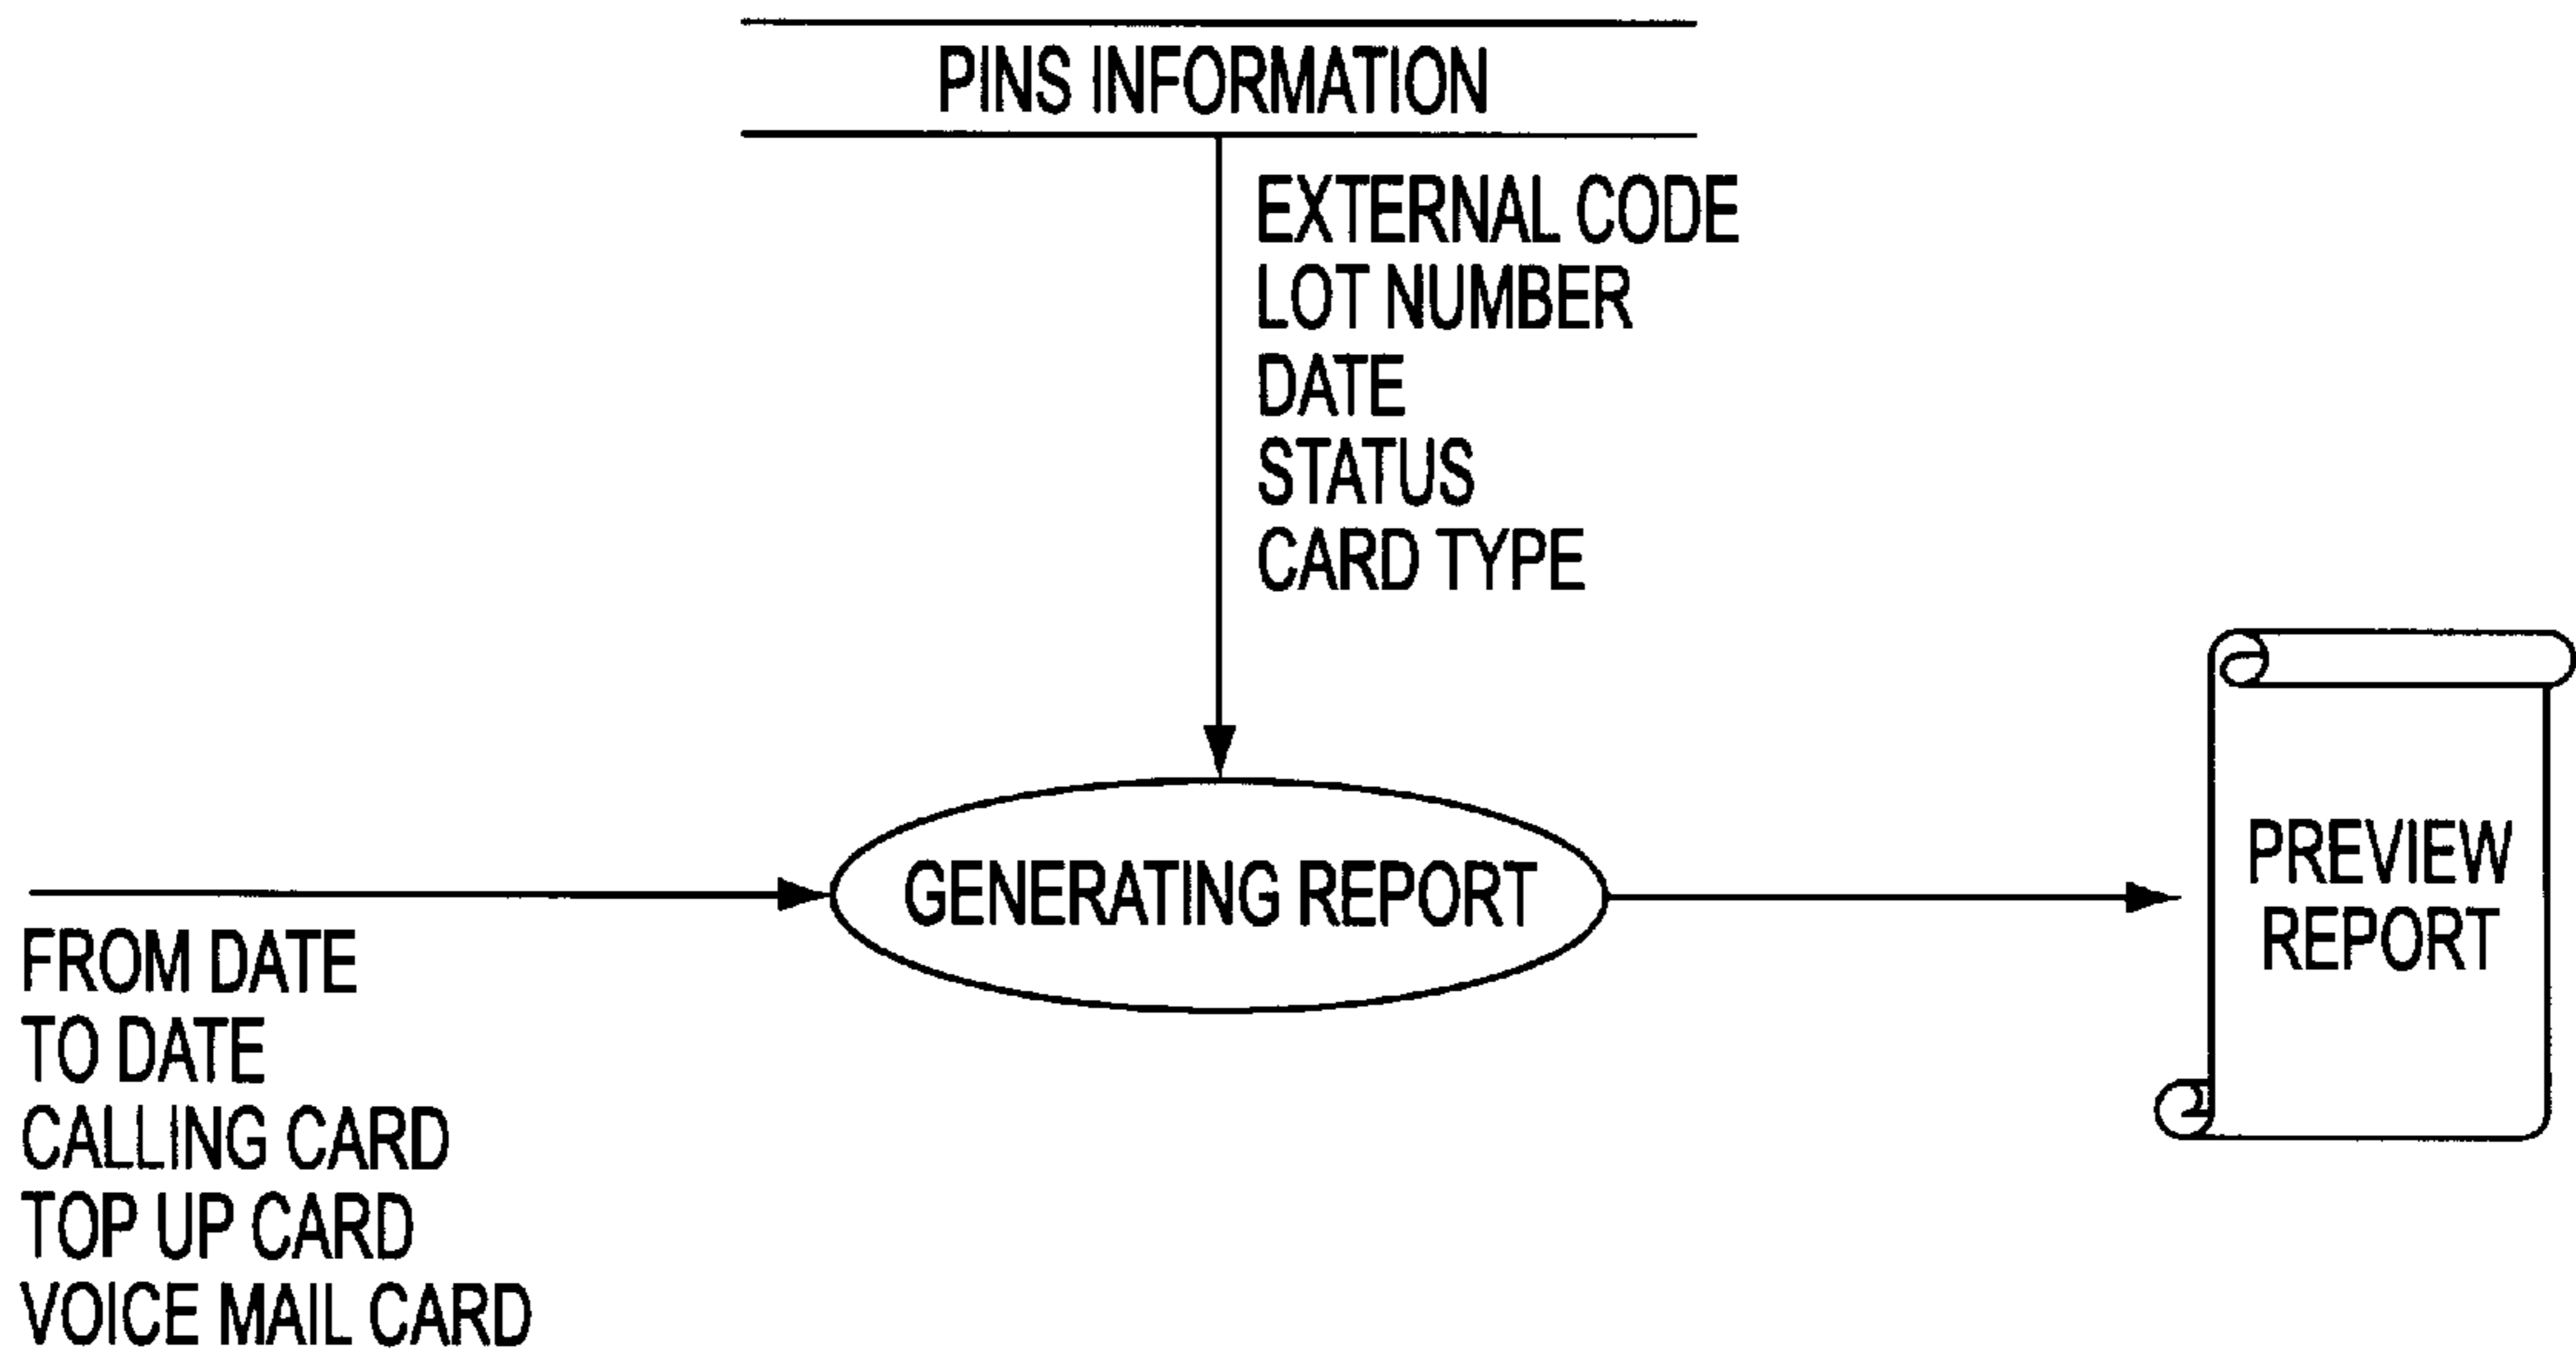 PINS INFORMATION
EXTERNAL CODE
LOT NUMBER
DATE
STATUS
CARD TYPE
GENERATING REPORT
PREVIEW
REPORT
FROM DATE
TO DATE
CALLING CARD
TOP UP CARD
VOICE MAIL CARD